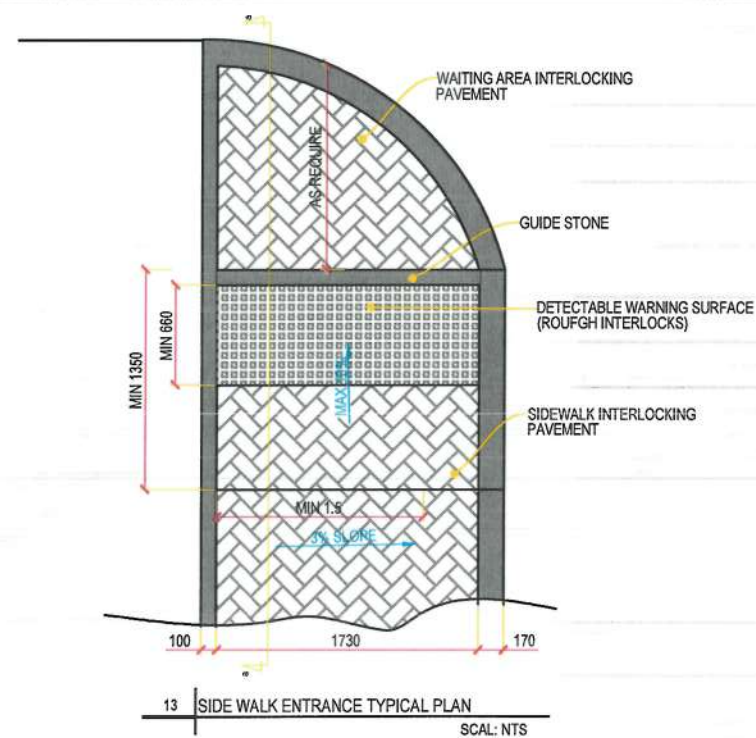 a
WAITING AREA INTERLOCKING
PAVEMENT
AS REQUIRE
GUIDE STONE
DETECTABLE WARNING SURFACE
(ROUFGH INTERLOCKS)
MIN 660
MIN 1350
MAX
SIDEWALK INTERLOCKING
PAVEMENT
MIN 1.5
3% SLOPE
100
1730
170
a
13
SIDE WALK ENTRANCE TYPICAL PLAN
SCAL: NTS